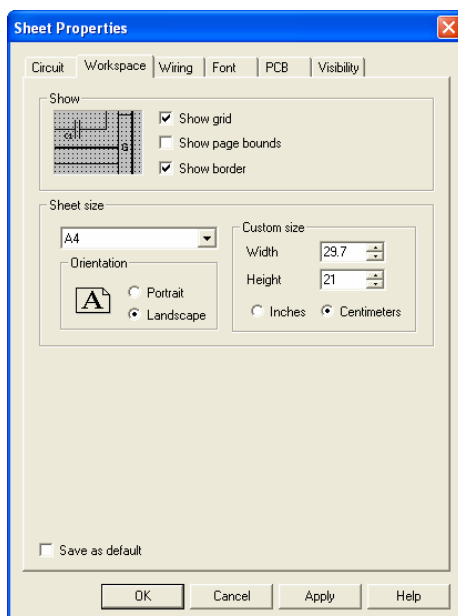 Sheet Properties
Circuit Workspace Wiring Font PCB Visibility
Show
Show grid
Show page bounds
Show border
Sheet size
A4
Orientation
A
Portrait
Landscape
Custom size
Width 29.7
Height 21
Inches Centimeters
Save as default
OK Cancel Apply Help